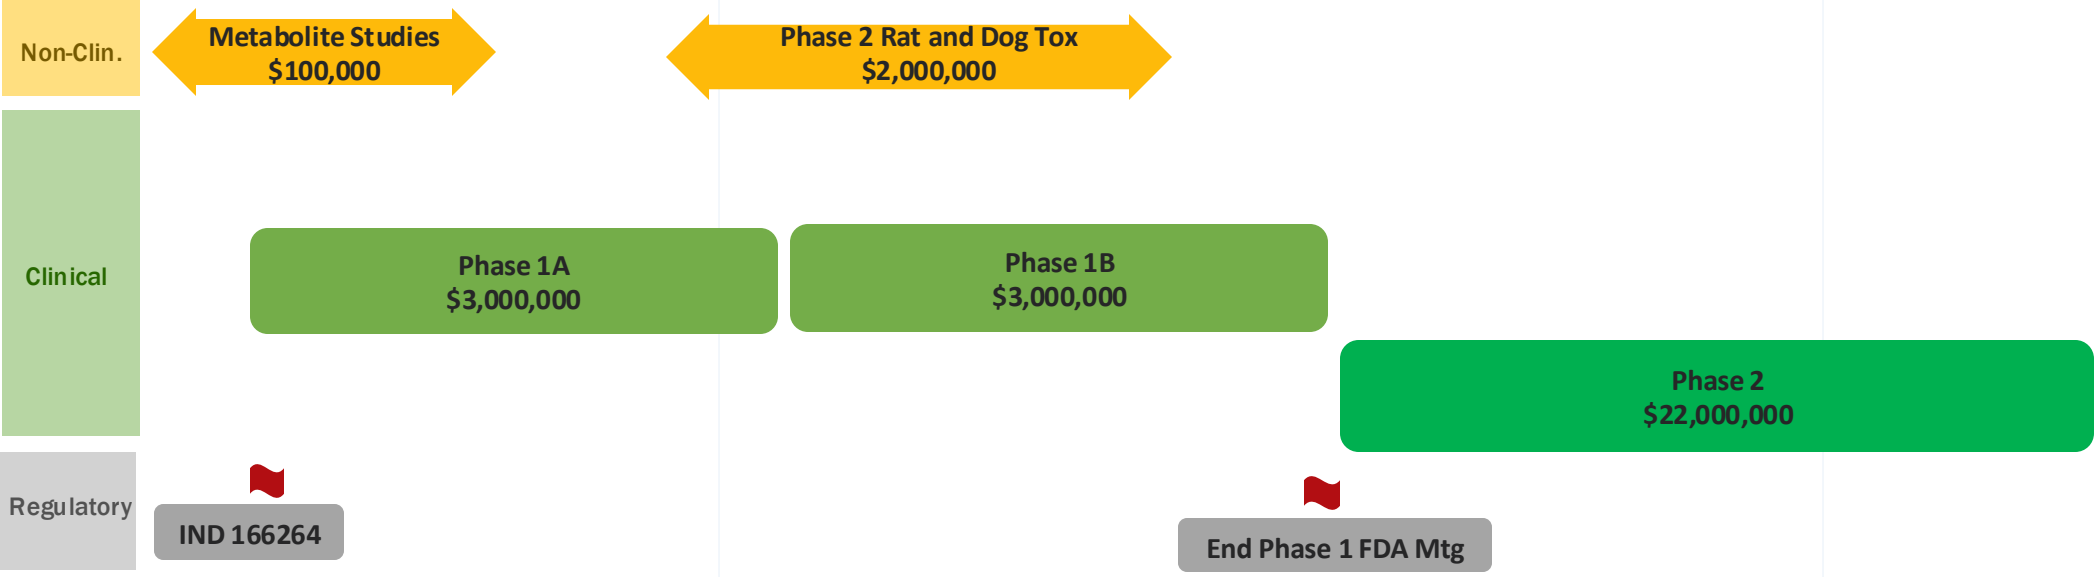 Non-Clin.
Metabolite Studies
$100,000
Phase 2 Rat and Dog Tox
$2,000,000
Clinical
Phase 1A
$3,000,000
Phase 1B
$3,000,000
Phase 2
$22,000,000
Regulatory
IND 166264
End Phase 1 FDA Mtg